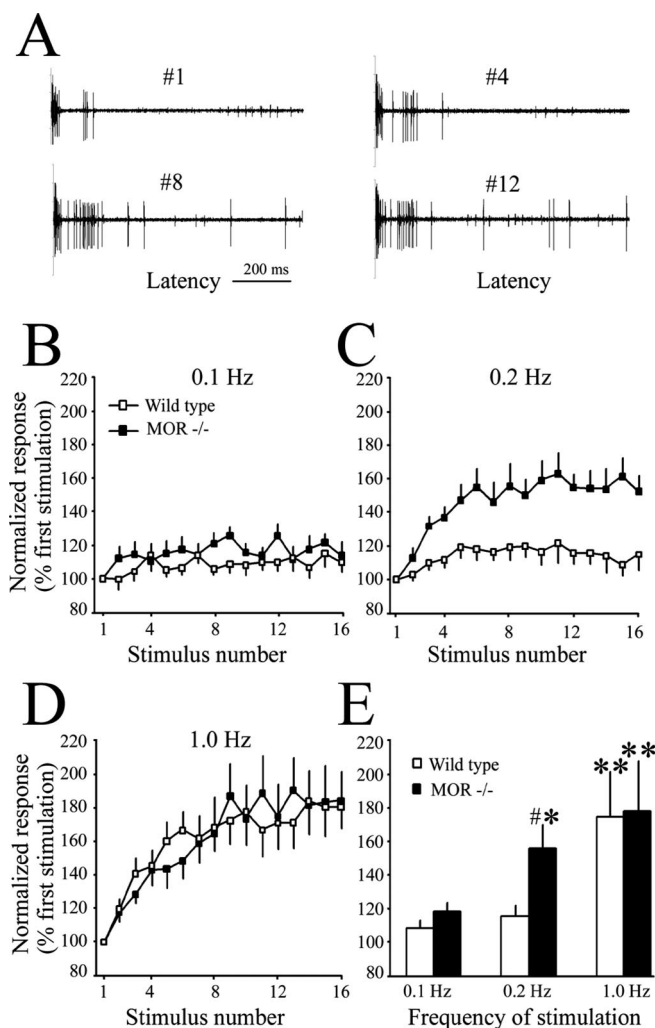 A
#1
#4
#8
#12
Latency
200 ms
Latency
B
0.1 Hz
Normalized response
(% first stimulation)
220
200
180
160
140
120
100
80
Wild type
MOR -/-
1
4
8
12
16
Stimulus number
C
0.2 Hz
220
200
180
160
140
120
100
80
1
4
8
12
16
Stimulus number
D
1.0 Hz
Normalized response
(% first stimulation)
220
200
180
160
140
120
100
80
1
4
8
12
16
Stimulus number
E
220
200
180
160
140
120
100
80
Wild type
MOR -/-
#*
**
**
0.1 Hz
0.2 Hz
1.0 Hz
Frequency of stimulation